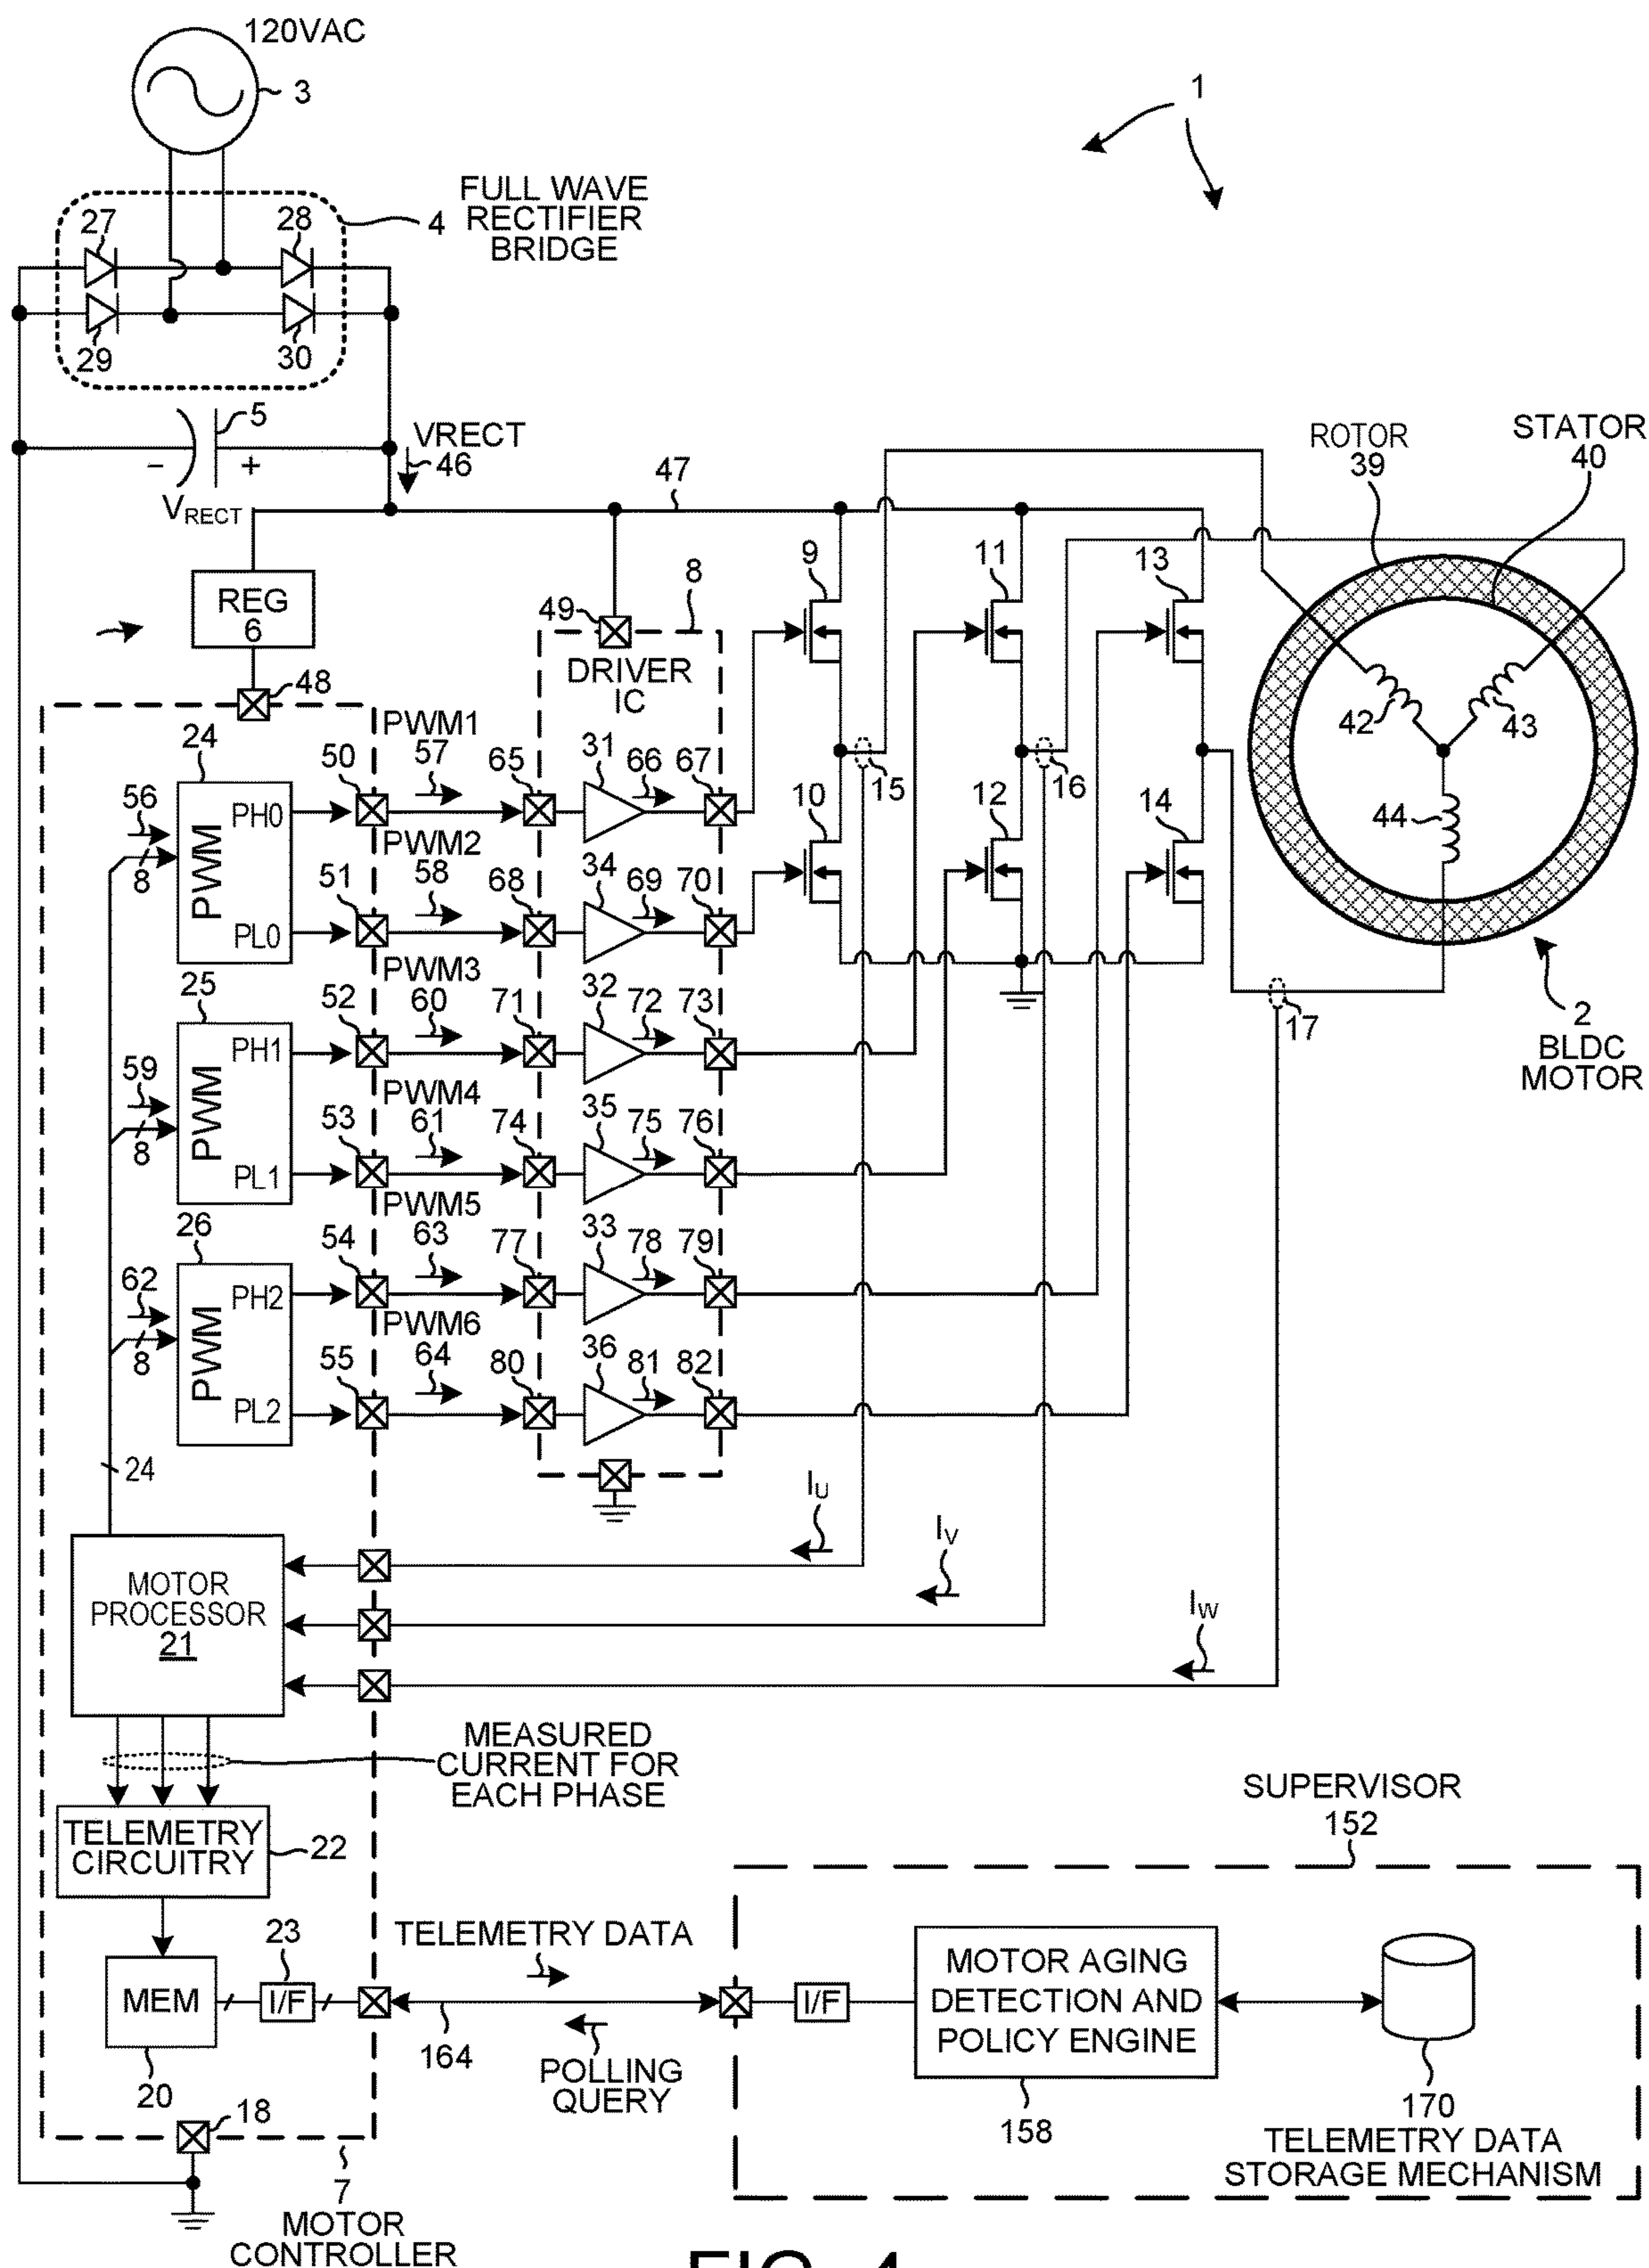 120VAC
3
1
FULL WAVE
RECTIFIER
BRIDGE
4
27
28
29
30
5
- +
VRECT
VRECT
46
47
ROTOR
39
STATOR
40
REG
6
48
49
8
DRIVER
IC
9
11
13
10
12
14
15
16
17
42
43
44
2
BLDC
MOTOR
24
56
8
PWM
PH0
PL0
50
51
PWM1
57
PWM2
58
65
68
31
66
67
34
69
70
25
59
8
PWM
PH1
PL1
52
53
PWM3
60
PWM4
61
71
74
32
72
73
35
75
76
26
62
8
PWM
PH2
PL2
54
55
PWM5
63
PWM6
64
77
80
33
78
79
36
81
82
24
IU
IV
IW
MOTOR
PROCESSOR
21
MEASURED
CURRENT FOR
EACH PHASE
TELEMETRY
CIRCUITRY
22
MEM
20
23
I/F
18
7
MOTOR
CONTROLLER
TELEMETRY DATA
164
POLLING
QUERY
SUPERVISOR
152
I/F
MOTOR AGING
DETECTION AND
POLICY ENGINE
158
170
TELEMETRY DATA
STORAGE MECHANISM